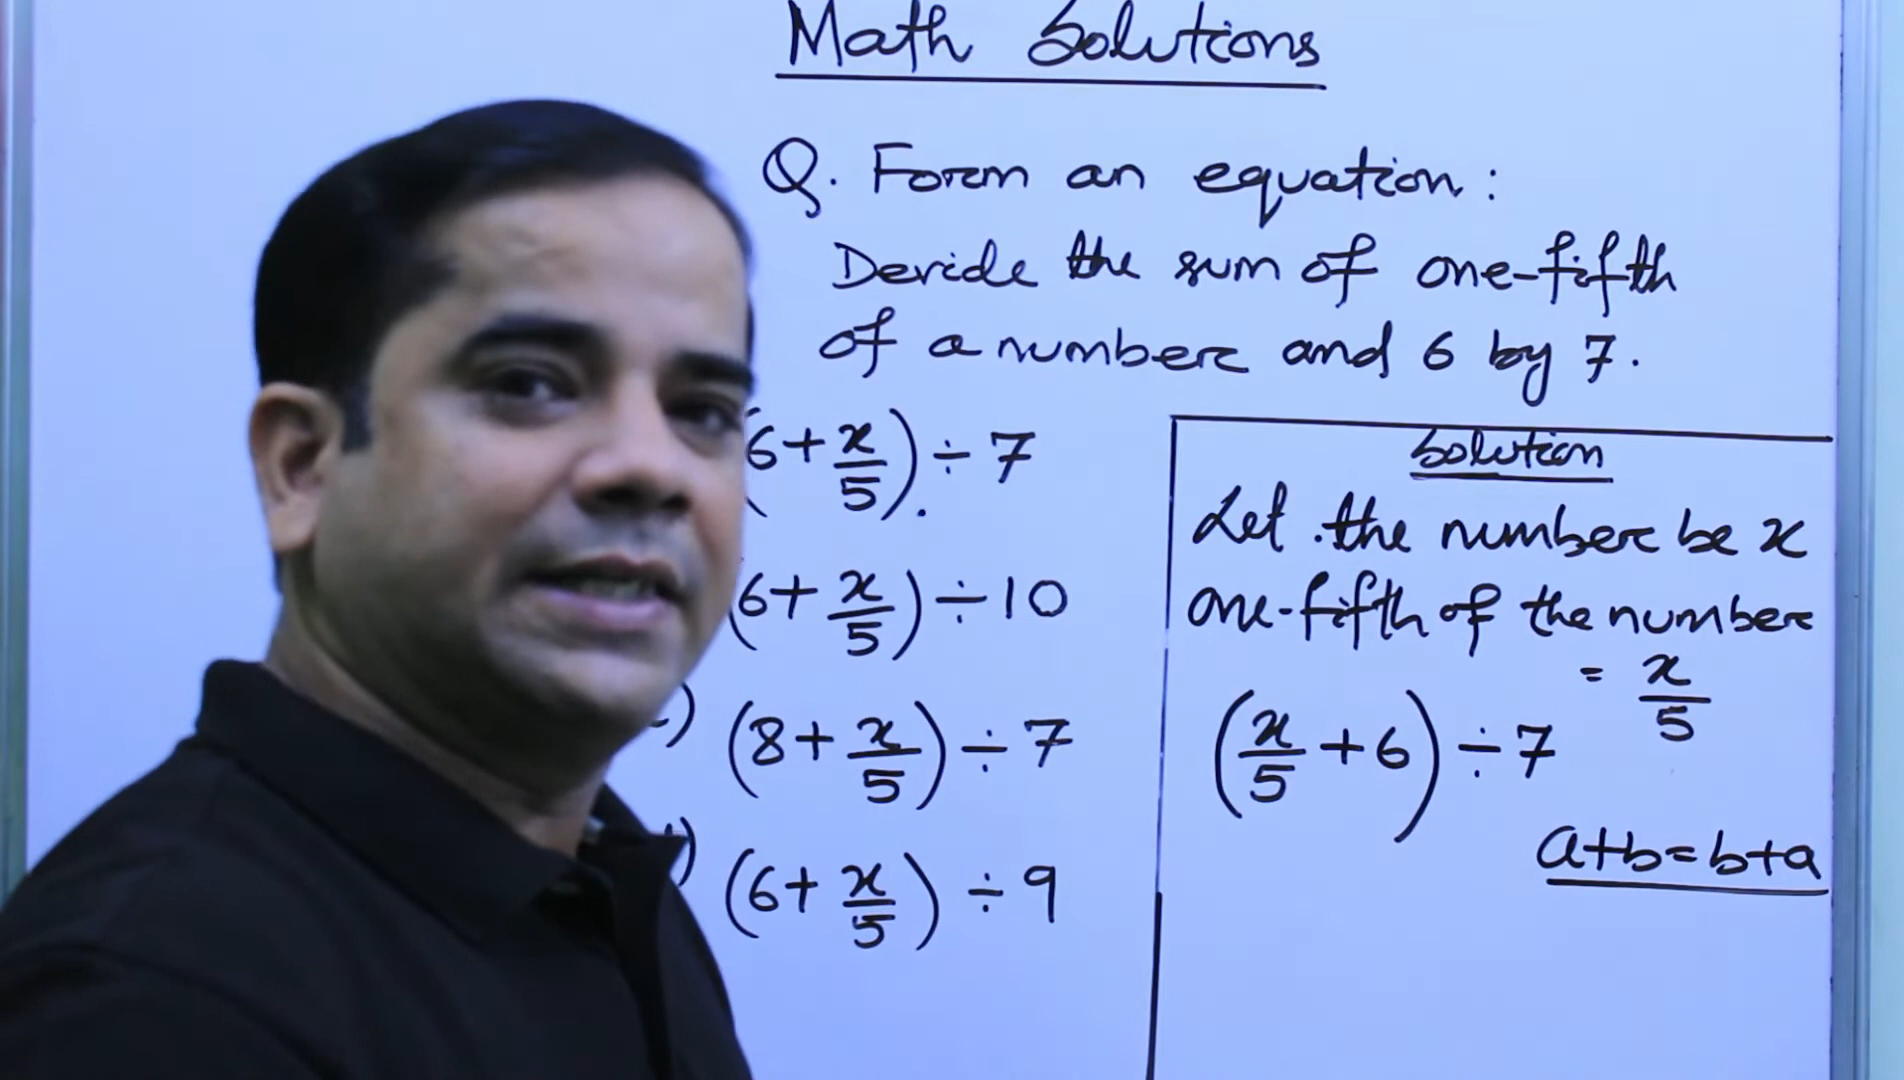 Math Solutions
Q. Form an equation:
Devide the sum of one-fifth
of a number and 6 by 7.
6 + x/5) ÷ 7
(6 + x/5) ÷ 10
) (8 + x/5) ÷ 7
) (6 + x/5) ÷ 9
Solution
Let the number be x
one-fifth of the number
= x/5
(x/5 + 6) ÷ 7
a+b=b+a